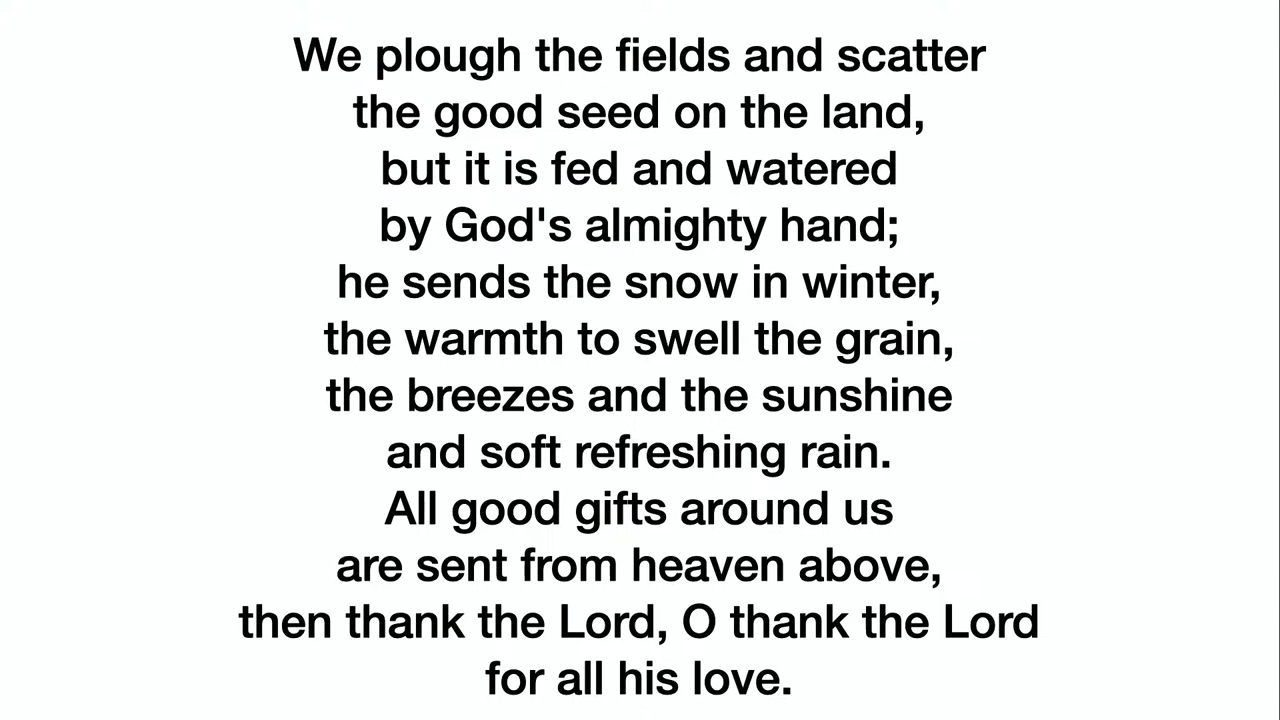 We plough the fields and scatter
the good seed on the land,
but it is fed and watered
by God's almighty hand;
he sends the snow in winter,
the warmth to swell the grain,
the breezes and the sunshine
and soft refreshing rain.
All good gifts around us
are sent from heaven above,
then thank the Lord, O thank the Lord
for all his love.